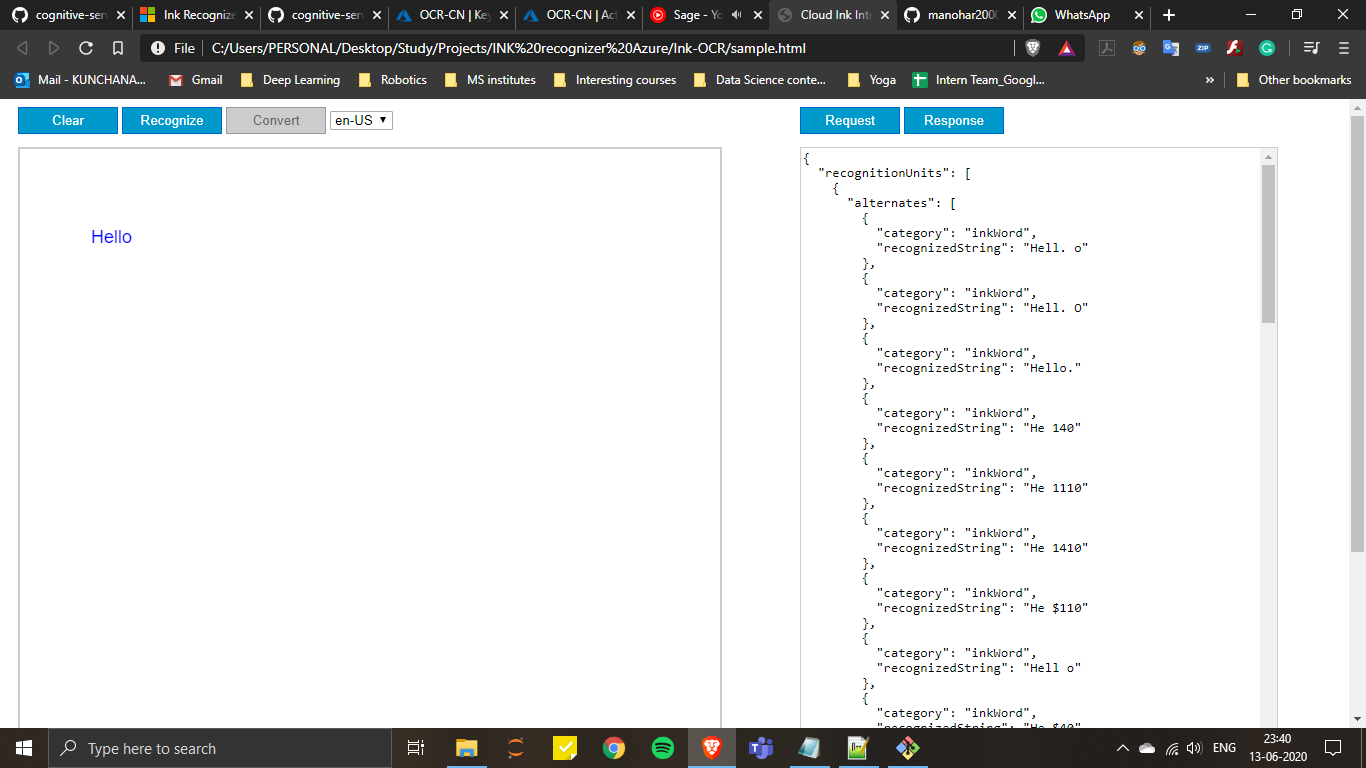 cognitive-ser
Ink Recognize
cognitive-ser
OCR-CN | Key
OCR-CN | Act
Sage - Yo
Cloud Ink Inte
manohar2000
WhatsApp
File C:/Users/PERSONAL/Desktop/Study/Projects/INK%20recognizer%20Azure/Ink-OCR/sample.html
Mail - KUNCHANA... Gmail Deep Learning Robotics MS institutes Interesting courses Data Science conte... Yoga Intern Team_Googl... » Other bookmarks
Clear Recognize Convert en-US Request Response
Hello
{
"recognitionUnits": [
{
"alternates": [
{
"category": "inkWord",
"recognizedString": "Hell. o"
},
{
"category": "inkWord",
"recognizedString": "Hell. O"
},
{
"category": "inkWord",
"recognizedString": "Hello."
},
{
"category": "inkWord",
"recognizedString": "He 140"
},
{
"category": "inkWord",
"recognizedString": "He 1110"
},
{
"category": "inkWord",
"recognizedString": "He 1410"
},
{
"category": "inkWord",
"recognizedString": "He $110"
},
{
"category": "inkWord",
"recognizedString": "Hell o"
},
{
"category": "inkWord",
"recognizedString": "He $40"
Type here to search
ENG
23:40
13-06-2020